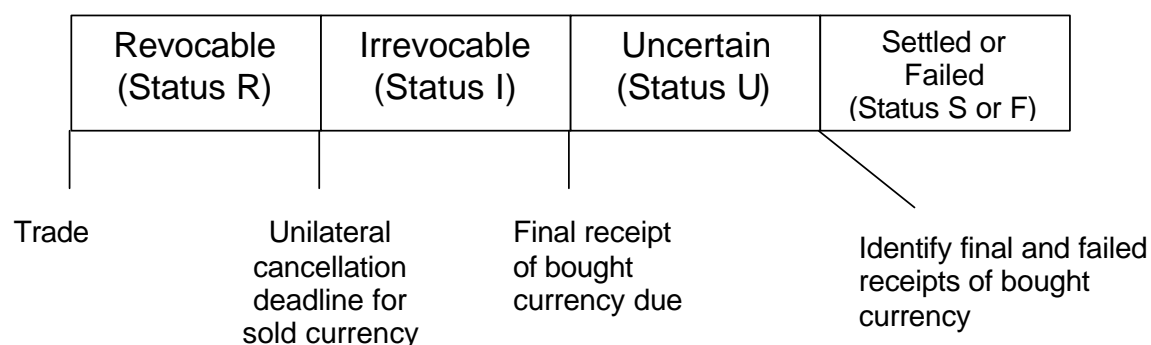 Revocable
(Status R)
Irrevocable
(Status I)
Uncertain
(Status U)
Settled or
Failed
(Status S or F)
Trade
Unilateral
cancellation
deadline for
sold currency
Final receipt
of bought
currency due
Identify final and failed
receipts of bought
currency